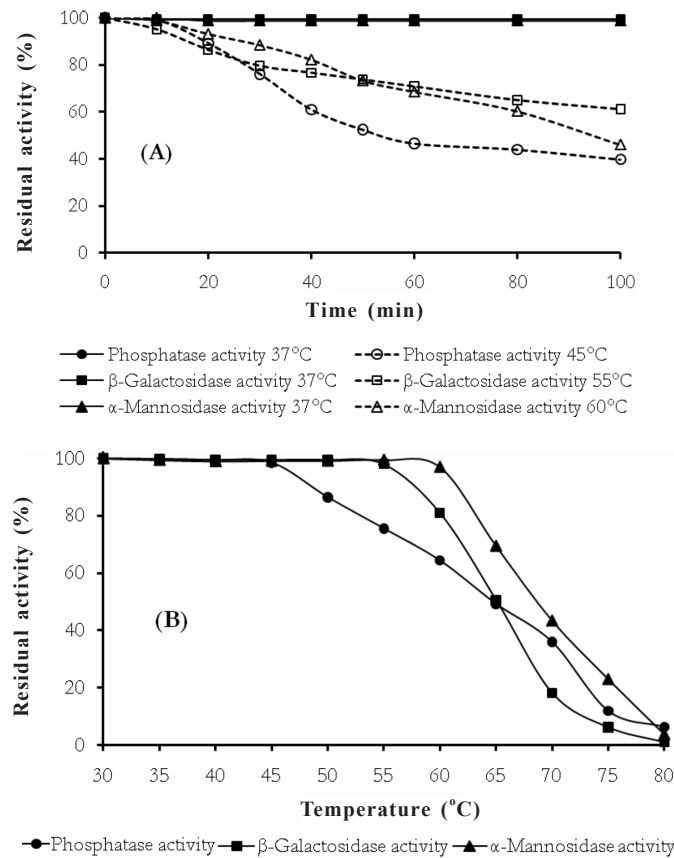 100
80
60
40
20
0
Residual activity (%)
(A)
0 20 40 60 80 100
Time (min)
Phosphatase activity 37°C
Phosphatase activity 45°C
β-Galactosidase activity 37°C
β-Galactosidase activity 55°C
α-Mannosidase activity 37°C
α-Mannosidase activity 60°C
100
80
60
40
20
0
Residual activity (%)
(B)
30 35 40 45 50 55 60 65 70 75 80
Temperature (°C)
Phosphatase activity β-Galactosidase activity α-Mannosidase activity